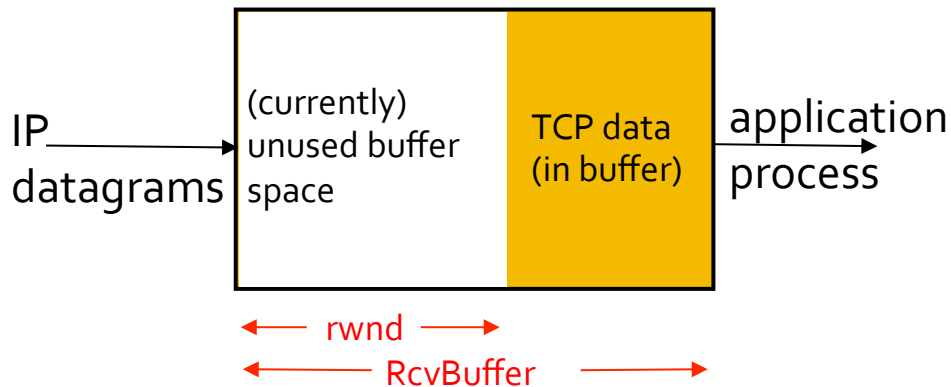 IP
datagrams
(currently)
unused buffer
space
TCP data
(in buffer)
application
process
rwnd
RcvBuffer